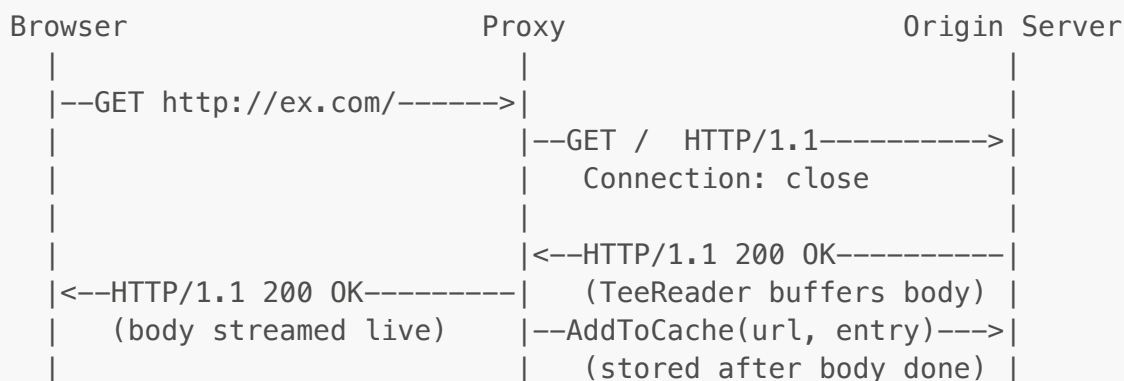 Browser                     Proxy                    Origin Server
  |                           |                             |
  |--GET http://ex.com/------>|                             |
  |                           |--GET /  HTTP/1.1----------->|
  |                           |   Connection: close         |
  |                           |                             |
  |                           |<--HTTP/1.1 200 OK-----------|
  |<--HTTP/1.1 200 OK---------|   (TeeReader buffers body)  |
  |   (body streamed live)    |--AddToCache(url, entry)---->|
  |                           |   (stored after body done)  |